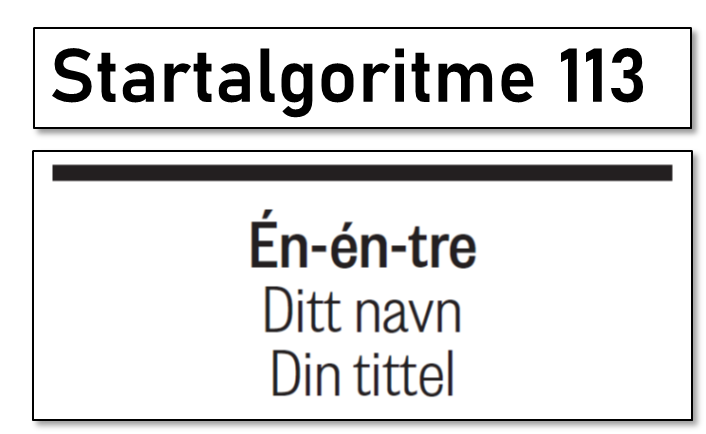 Startalgoritme 113
Én-én-tre
Ditt navn
Din tittel